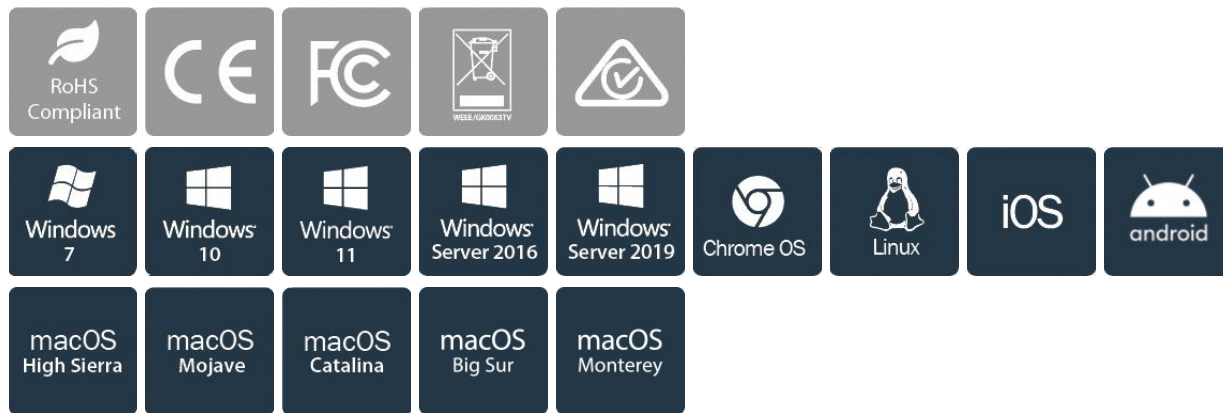 RoHS
Compliant
CE
FC
WEEE/GK0063TV
Windows
7
Windows
10
Windows
11
Windows
Server 2016
Windows
Server 2019
Chrome OS
Linux
iOS
android
macOS
High Sierra
macOS
Mojave
macOS
Catalina
macOS
Big Sur
macOS
Monterey